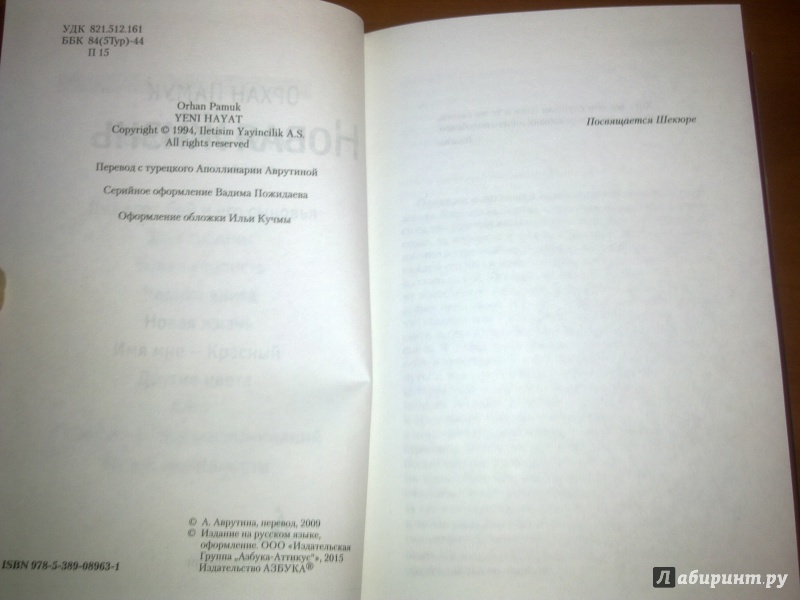 УДК 821.512.161
ББК 84(5Тур)-44
П 15
Orhan Pamuk
YENI HAYAT
Copyright © 1994, Iletisim Yayincilik A.S.
All rights reserved
Перевод с турецкого Аполлинарии Аврутиной
Серийное оформление Вадима Пожидаева
Оформление обложки Ильи Кучмы
© А. Аврутина, перевод, 2009
© Издание на русском языке,
оформление. ООО «Издательская
Группа „Азбука-Аттикус“», 2015
Издательство АЗБУКА®
ISBN 978-5-389-08963-1
Посвящается Шекюре
Лабиринт.ру